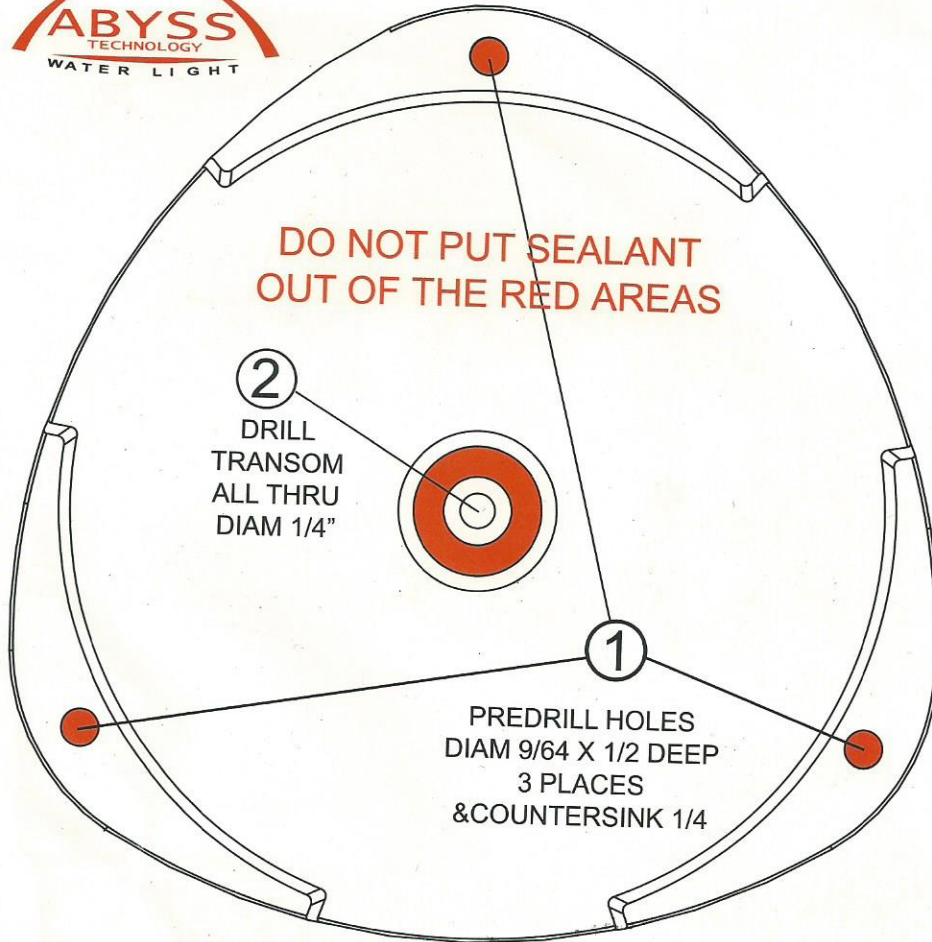 ABYSS
TECHNOLOGY
WATER LIGHT
DO NOT PUT SEALANT
OUT OF THE RED AREAS
2
DRILL
TRANSOM
ALL THRU
DIAM 1/4”
1
PREDRILL HOLES
DIAM 9/64 X 1/2 DEEP
3 PLACES
&COUNTERSINK 1/4